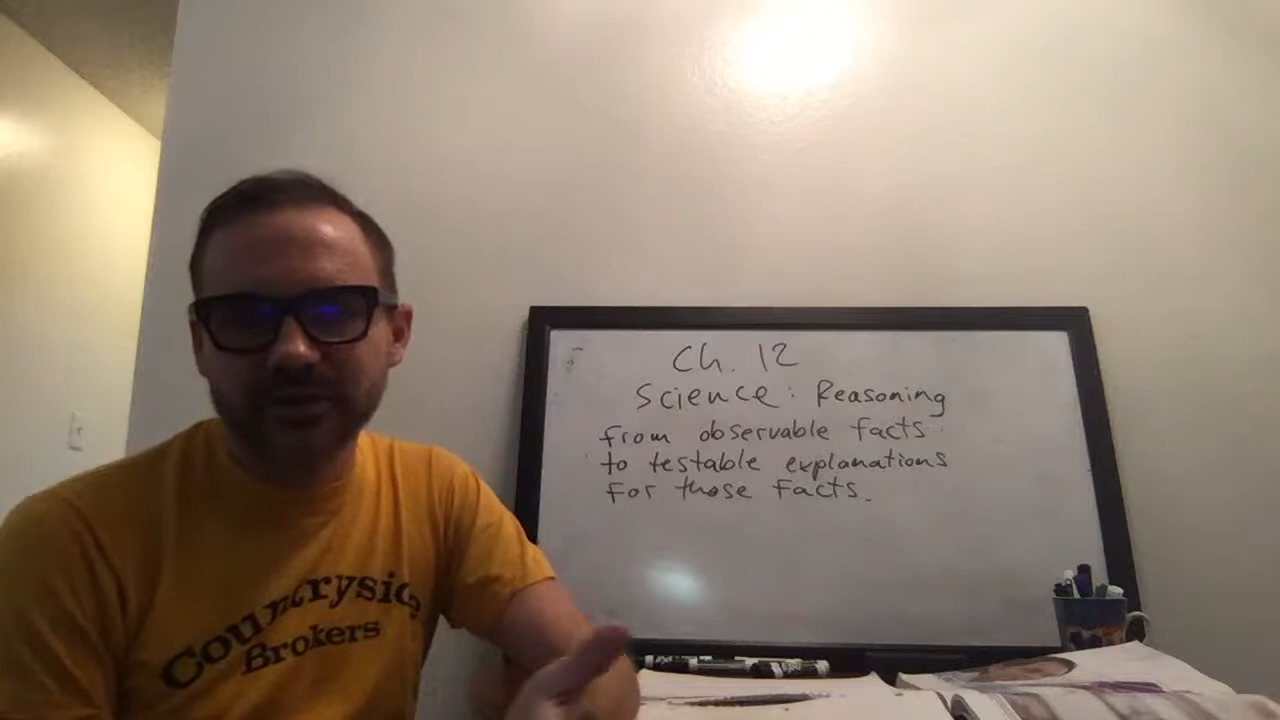 Ch. 12
Science: Reasoning
from observable facts
to testable explanations
for those facts.
Countryside
Brokers